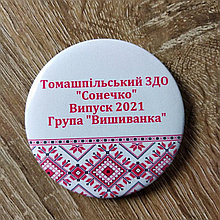 Томашпільський ЗДО
"Сонечко"
Випуск 2021
Група "Вишиванка"